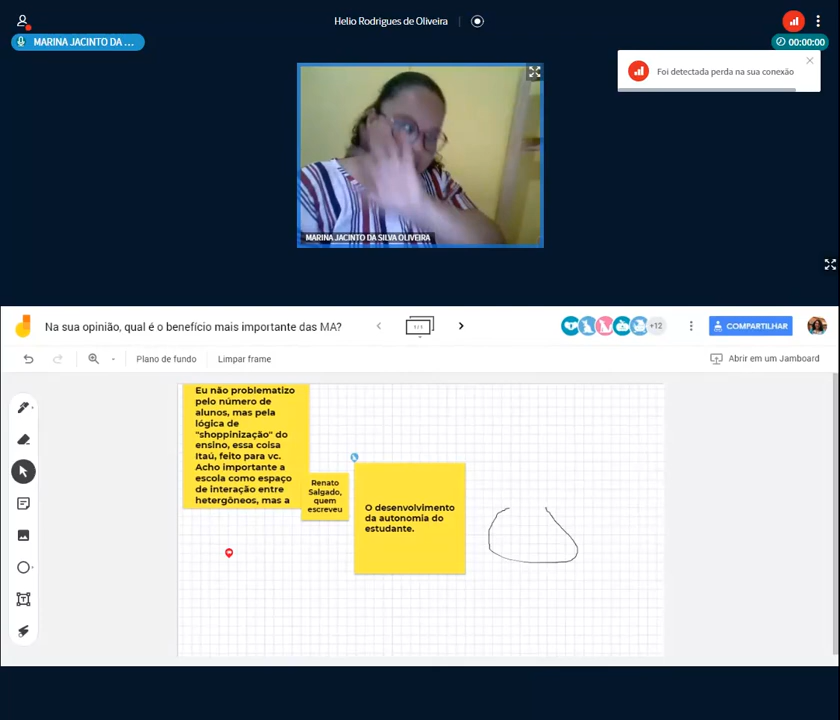 Helio Rodrigues de Oliveira
MARINA JACINTO DA ...
00:00:00
Foi detectada perda na sua conexão
MARINA JACINTO DA SILVA OLIVEIRA
Na sua opinião, qual é o benefício mais importante das MA?
1/1
+12
COMPARTILHAR
Plano de fundo
Limpar frame
Abrir em um Jamboard
Eu não problematizo
pelo número de
alunos, mas pela
lógica de
"shoppinização" do
ensino, essa coisa
Itaú, feito para vc.
Acho importante a
escola como espaço
de interação entre
hetergôneos, mas a
Renato
Salgado,
quem
escreveu
O desenvolvimento
da autonomia do
estudante.